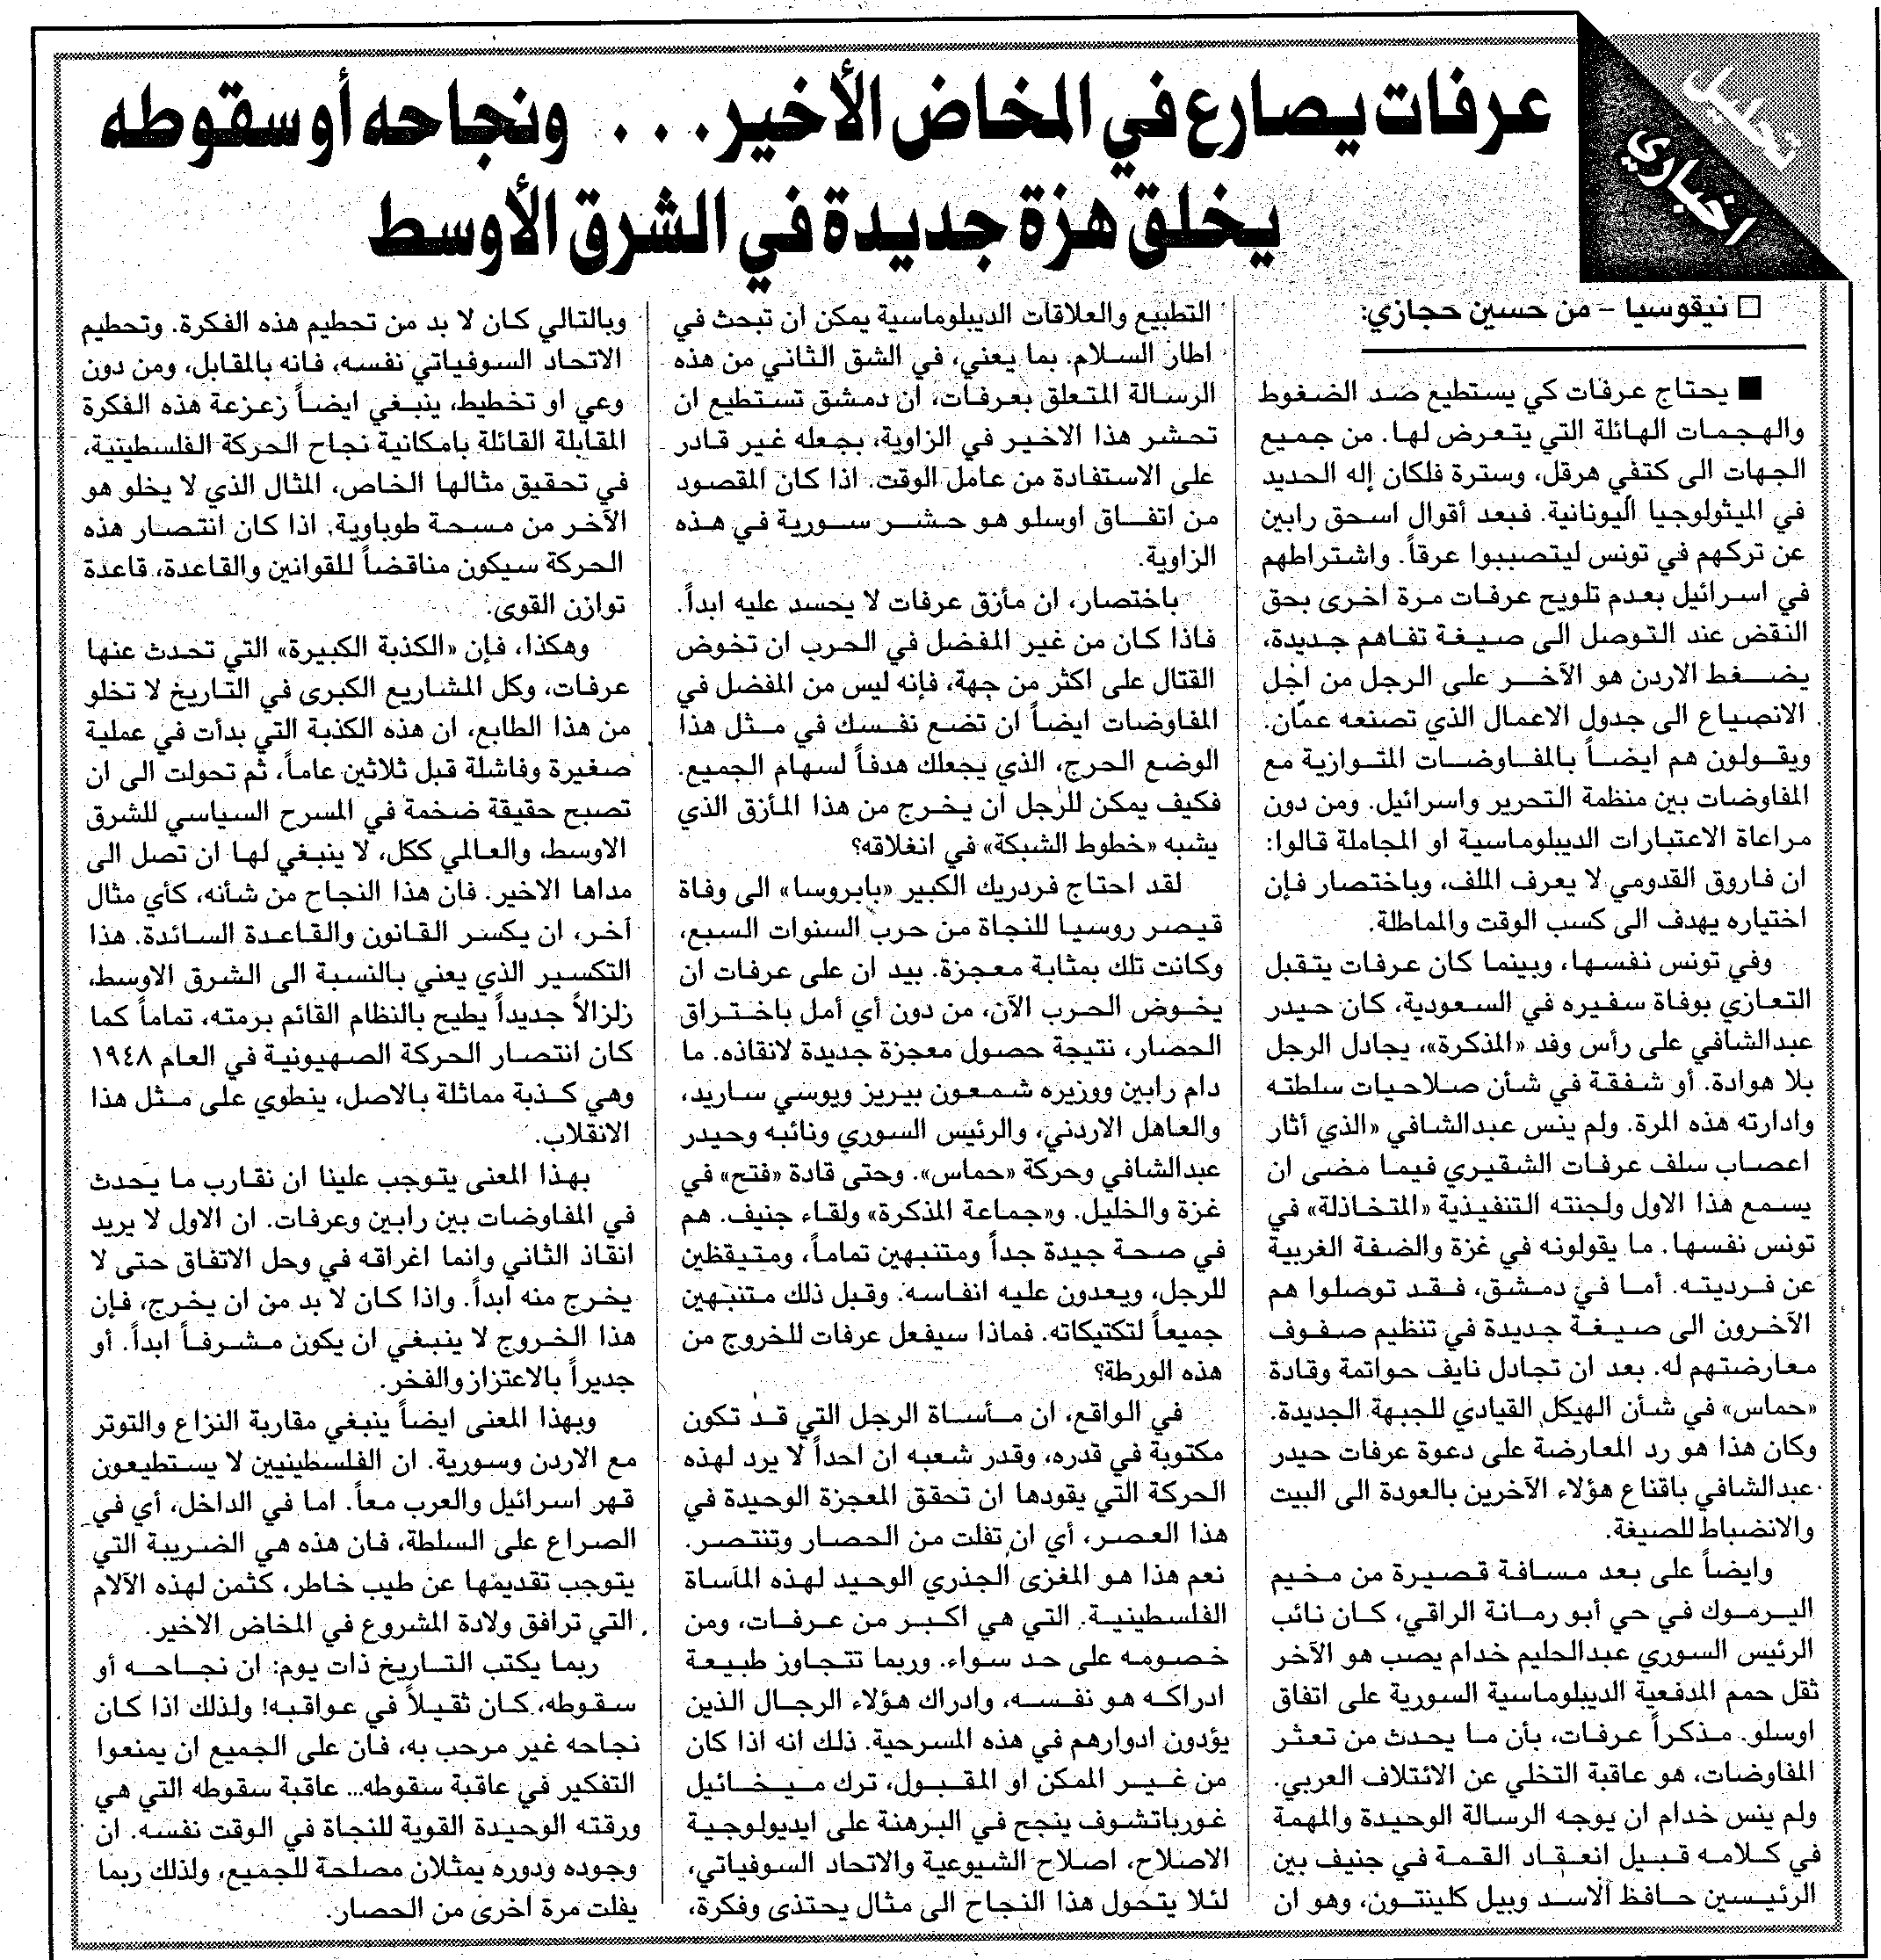 تحليل
اخباري
عرفات يصارع في المخاض الأخير... ونجاحه أو سقوطه
يخلق هزة جديدة في الشرق الأوسط
□ نيقوسيا - من حسين حجازي:
■ يحتاج عرفات كي يستطيع ضد الضغوط
والهجمات الهائلة التي يتعرض لها. من جميع
الجهات الى كتفي هرقل، وسترة فلكان إله الحديد
في الميثولوجيا اليونانية. فبعد أقوال اسحق رابين
عن تركهم في تونس ليتصببوا عرقاً. واشتراطهم
في اسرائيل بعدم تلويح عرفات مرة اخرى بحق
النقض عند التوصل الى صيغة تفاهم جديدة،
يضغط الاردن هو الآخر على الرجل من اجل
الانصياع الى جدول الاعمال الذي تصنعه عمّان.
ويقولون هم ايضاً بالمفاوضات المتوازية مع
المفاوضات بين منظمة التحرير واسرائيل. ومن دون
مراعاة الاعتبارات الديبلوماسية او المجاملة قالوا:
ان فاروق القدومي لا يعرف الملف، وباختصار فإن
اختياره يهدف الى كسب الوقت والمماطلة.
وفي تونس نفسها، وبينما كان عرفات يتقبل
التعازي بوفاة سفيره في السعودية، كان حيدر
عبدالشافي على رأس وفد «المذكرة»، يجادل الرجل
بلا هوادة. أو شفقة في شأن صلاحيات سلطته
وادارته هذه المرة. ولم ينس عبدالشافي «الذي أثار
اعصاب سلف عرفات الشقيري فيما مضى ان
يسمع هذا الاول ولجنته التنفيذية «المتخاذلة» في
تونس نفسها. ما يقولونه في غزة والضفة الغربية
عن فرديته. أما في دمشق، فقد توصلوا هم
الآخرون الى صيغة جديدة في تنظيم صفوف
معارضتهم له. بعد ان تجادل نايف حواتمة وقادة
«حماس» في شأن الهيكل القيادي للجبهة الجديدة.
وكان هذا هو رد المعارضة على دعوة عرفات حيدر
عبدالشافي باقناع هؤلاء الآخرين بالعودة الى البيت
والانضباط للصيغة.
وايضاً على بعد مسافة قصيرة من مخيم
اليرموك في حي أبو رمانة الراقي، كان نائب
الرئيس السوري عبدالحليم خدام يصب هو الآخر
ثقل حمم المدفعية الديبلوماسية السورية على اتفاق
اوسلو. مذكراً عرفات، بأن ما يحدث من تعثر
المفاوضات، هو عاقبة التخلي عن الائتلاف العربي.
ولم ينس خدام ان يوجه الرسالة الوحيدة والمهمة
في كلامه قبيل انعقاد القمة في جنيف بين
الرئيسين حافظ الاسد وبيل كلينتون، وهو ان
التطبيع والعلاقات الديبلوماسية يمكن ان تبحث في
اطار السلام. بما يعني، في الشق الثاني من هذه
الرسالة المتعلق بعرفات، ان دمشق تستطيع ان
تحشر هذا الاخير في الزاوية، بجعله غير قادر
على الاستفادة من عامل الوقت. اذا كان المقصود
من اتفاق اوسلو هو حشر سورية في هذه
الزاوية.
باختصار، ان مأزق عرفات لا يحسد عليه ابداً.
فاذا كان من غير المفضل في الحرب ان تخوض
القتال على اكثر من جهة، فإنه ليس من المفضل في
المفاوضات ايضاً ان تضع نفسك في مثل هذا
الوضع الحرج، الذي يجعلك هدفاً لسهام الجميع.
فكيف يمكن للرجل ان يخرج من هذا المأزق الذي
يشبه «خطوط الشبكة» في انغلاقه؟
لقد احتاج فردريك الكبير «بابروسا» الى وفاة
قيصر روسيا للنجاة من حرب السنوات السبع،
وكانت تلك بمثابة معجزة. بيد ان على عرفات ان
يخوض الحرب الآن، من دون أي أمل باختراق
الحصار، نتيجة حصول معجزة جديدة لانقاذه. ما
دام رابين ووزيره شمعون بيريز ويوسي ساريد،
والعاهل الاردني، والرئيس السوري ونائبه وحيدر
عبدالشافي وحركة «حماس». وحتى قادة «فتح» في
غزة والخليل. و«جماعة المذكرة» ولقاء جنيف. هم
في صحة جيدة جداً ومتنبهين تماماً، ومتيقظين
للرجل، ويعدون عليه انفاسه. وقبل ذلك متنبهين
جميعاً لتكتيكاته. فماذا سيفعل عرفات للخروج من
هذه الورطة؟
في الواقع، ان مأساة الرجل التي قد تكون
مكتوبة في قدره، وقدر شعبه ان احداً لا يرد لهذه
الحركة التي يقودها ان تحقق المعجزة الوحيدة في
هذا العصر، أي ان تفلت من الحصار وتنتصر.
نعم هذا هو المغزى الجذري الوحيد لهذه المأساة
الفلسطينية. التي هي اكبر من عرفات، ومن
خصومه على حد سواء. وربما تتجاوز طبيعة
ادراكه هو نفسه، وادراك هؤلاء الرجال الذين
يؤدون ادوارهم في هذه المسرحية. ذلك انه اذا كان
من غير الممكن او المقبول، ترك ميخائيل
غورباتشوف ينجح في البرهنة على ايديولوجية
الاصلاح، اصلاح الشيوعية والاتحاد السوفياتي،
لئلا يتحول هذا النجاح الى مثال يحتذى وفكرة،
وبالتالي كان لا بد من تحطيم هذه الفكرة. وتحطيم
الاتحاد السوفياتي نفسه، فانه بالمقابل، ومن دون
وعي او تخطيط، ينبغي ايضاً زعزعة هذه الفكرة
المقابلة القائلة بامكانية نجاح الحركة الفلسطينية،
في تحقيق مثالها الخاص، المثال الذي لا يخلو هو
الآخر من مسحة طوباوية. اذا كان انتصار هذه
الحركة سيكون مناقضاً للقوانين والقاعدة، قاعدة
توازن القوى.
وهكذا، فإن «الكذبة الكبيرة» التي تحدث عنها
عرفات، وكل المشاريع الكبرى في التاريخ لا تخلو
من هذا الطابع، ان هذه الكذبة التي بدأت في عملية
صغيرة وفاشلة قبل ثلاثين عاماً، ثم تحولت الى ان
تصبح حقيقة ضخمة في المسرح السياسي للشرق
الاوسط، والعالمي ككل، لا ينبغي لها ان تصل الى
مداها الاخير. فان هذا النجاح من شأنه، كأي مثال
آخر، ان يكسر القانون والقاعدة السائدة. هذا
التكسير الذي يعني بالنسبة الى الشرق الاوسط،
زلزالاً جديداً يطيح بالنظام القائم برمته، تماماً كما
كان انتصار الحركة الصهيونية في العام ١٩٤٨
وهي كذبة مماثلة بالاصل، ينطوي على مثل هذا
الانقلاب.
بهذا المعنى يتوجب علينا ان نقارب ما يحدث
في المفاوضات بين رابين وعرفات. ان الاول لا يريد
انقاذ الثاني وانما اغراقه في وحل الاتفاق حتى لا
يخرج منه ابداً. واذا كان لا بد من ان يخرج، فإن
هذا الخروج لا ينبغي ان يكون مشرفاً ابداً. أو
جديراً بالاعتزاز والفخر.
وبهذا المعنى ايضاً ينبغي مقاربة النزاع والتوتر
مع الاردن وسورية. ان الفلسطينيين لا يستطيعون
قهر اسرائيل والعرب معاً. اما في الداخل، أي في
الصراع على السلطة، فان هذه هي الضريبة التي
يتوجب تقديمها عن طيب خاطر، كثمن لهذه الآلام
التي ترافق ولادة المشروع في المخاض الاخير.
ربما يكتب التاريخ ذات يوم: ان نجاحه أو
سقوطه، كان ثقيلاً في عواقبه! ولذلك اذا كان
نجاحه غير مرحب به، فان على الجميع ان يمنعوا
التفكير في عاقبة سقوطه... عاقبة سقوطه التي هي
ورقته الوحيدة القوية للنجاة في الوقت نفسه. ان
وجوده ودوره يمثلان مصلحة للجميع، ولذلك ربما
يفلت مرة اخرى من الحصار.